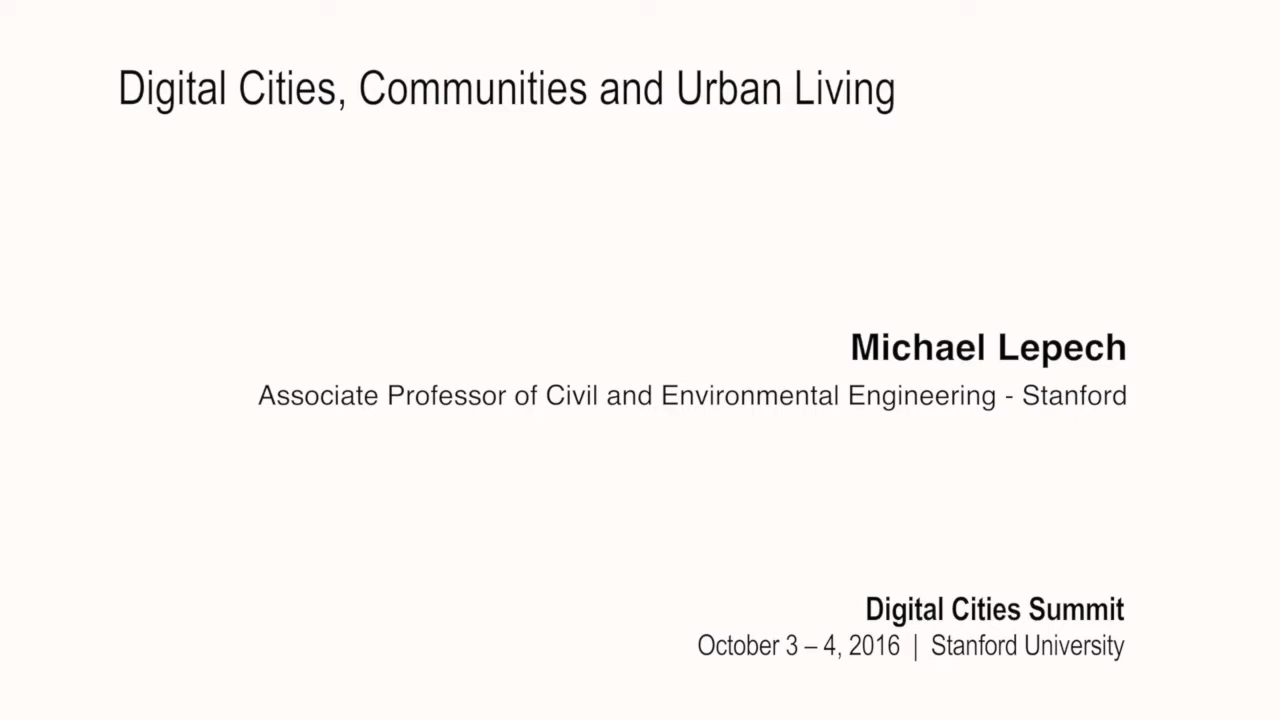 Digital Cities, Communities and Urban Living
Michael Lepech
Associate Professor of Civil and Environmental Engineering - Stanford
Digital Cities Summit
October 3 – 4, 2016 | Stanford University